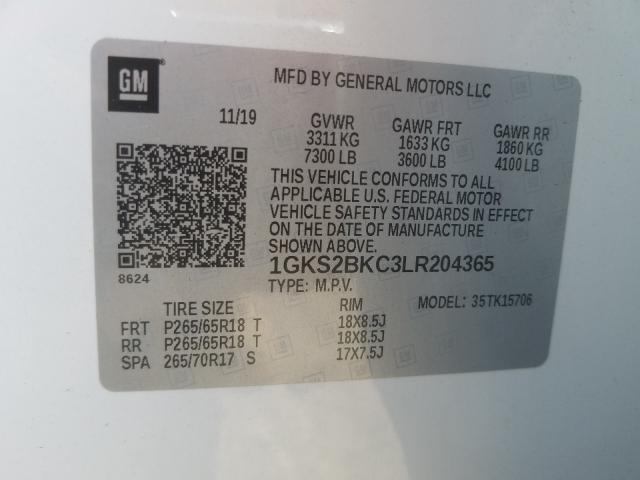 GM
MFD BY GENERAL MOTORS LLC
11/19 GVWR GAWR FRT GAWR RR
3311 KG 1633 KG 1860 KG
7300 LB 3600 LB 4100 LB
THIS VEHICLE CONFORMS TO ALL
APPLICABLE U.S. FEDERAL MOTOR
VEHICLE SAFETY STANDARDS IN EFFECT
ON THE DATE OF MANUFACTURE
SHOWN ABOVE.
8624
1GKS2BKC3LR204365
TYPE: M.P.V. MODEL: 35TK15706
TIRE SIZE RIM
FRT P265/65R18 T 18X8.5J
RR P265/65R18 T 18X8.5J
SPA 265/70R17 S 17X7.5J